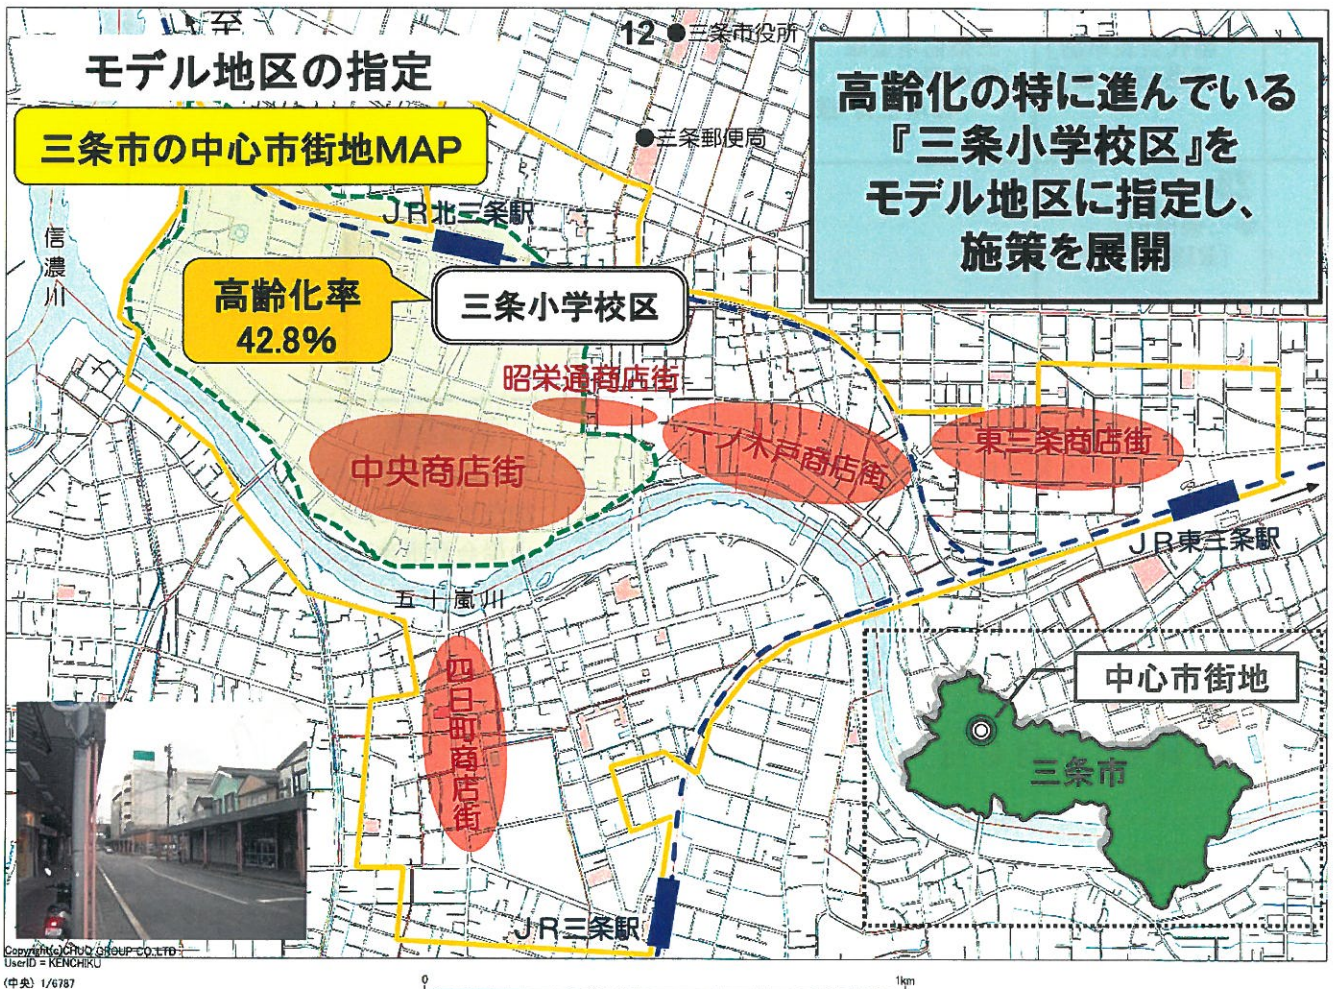 至
12 ●三条市役所
モデル地区の指定
三条市の中心市街地MAP
●三条郵便局
高齢化の特に進んでいる
『三条小学校区』を
モデル地区に指定し、
施策を展開
JR北三条駅
信濃川
高齢化率
42.8%
三条小学校区
昭栄通商店街
中央商店街
一ノ木戸商店街
東三条商店街
JR東三条駅
五十嵐川
四日町商店街
中心市街地
三条市
JR三条駅
Copyright(c)CHUO GROUP CO.,LTD
UserID = KENCHIKU
(中央) 1/6787
0
1km